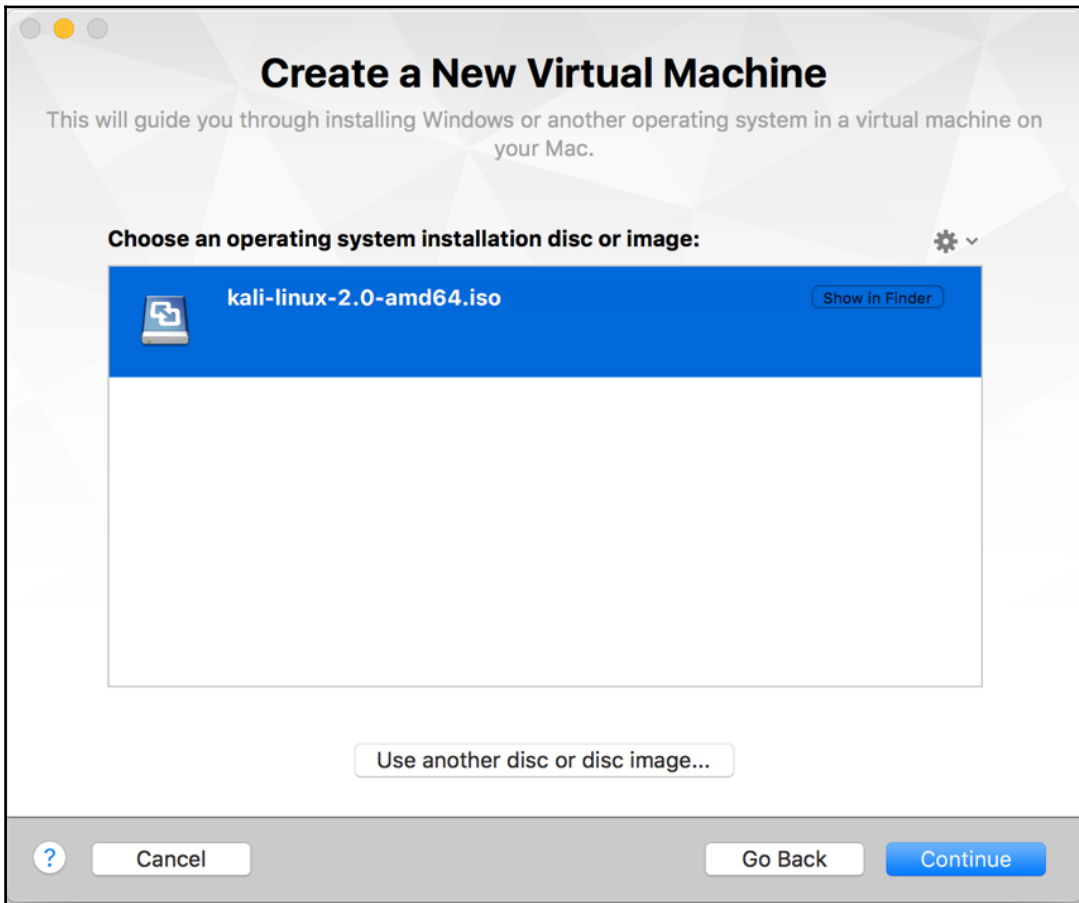 Create a New Virtual Machine
This will guide you through installing Windows or another operating system in a virtual machine on
your Mac.
Choose an operating system installation disc or image:
kali-linux-2.0-amd64.iso
Show in Finder
Use another disc or disc image...
?
Cancel
Go Back
Continue